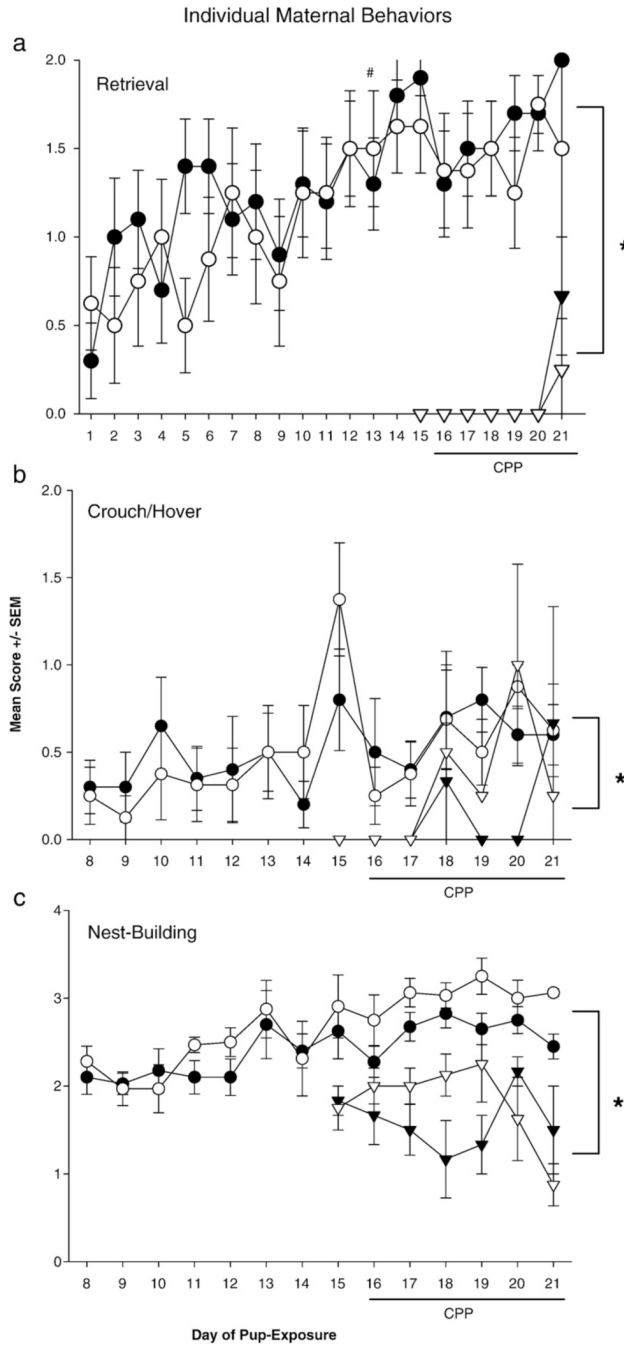 Individual Maternal Behaviors
a
Retrieval
2.0
1.5
1.0
0.5
0.0
#
*
1 2 3 4 5 6 7 8 9 10 11 12 13 14 15 16 17 18 19 20 21
CPP
b
Crouch/Hover
Mean Score +/- SEM
2.0
1.5
1.0
0.5
0.0
*
8 9 10 11 12 13 14 15 16 17 18 19 20 21
CPP
c
Nest-Building
4
3
2
1
0
*
8 9 10 11 12 13 14 15 16 17 18 19 20 21
CPP
Day of Pup-Exposure